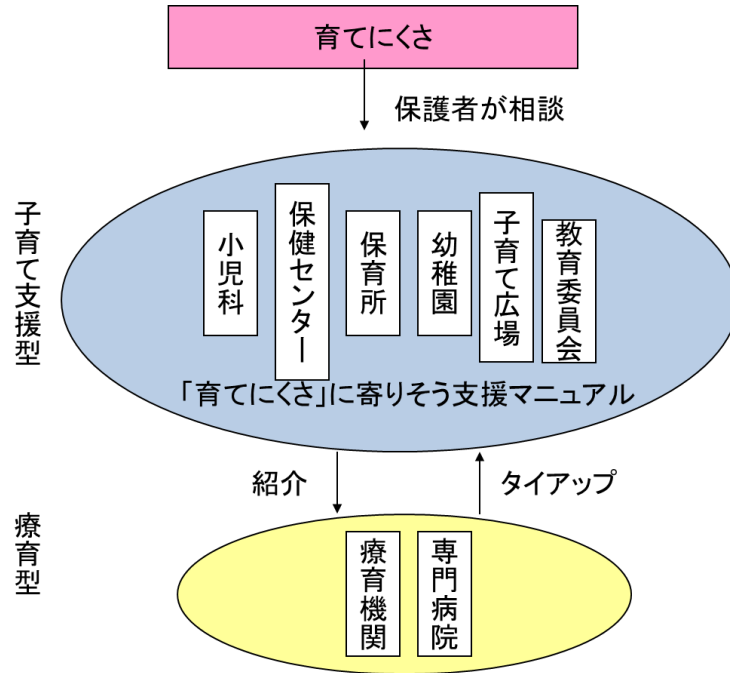 育てにくさ
保護者が相談
子育て支援型
小児科
保健センター
保育所
幼稚園
子育て広場
教育委員会
「育てにくさ」に寄りそう支援マニュアル
紹介
タイアップ
療育型
療育機関
専門病院